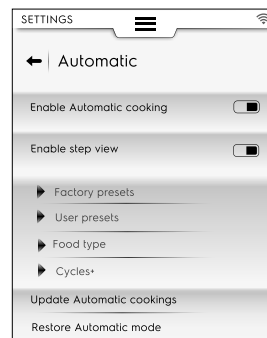 SETTINGS
Automatic
Enable Automatic cooking
Enable step view
Factory presets
User presets
Food type
Cycles+
Update Automatic cookings
Restore Automatic mode